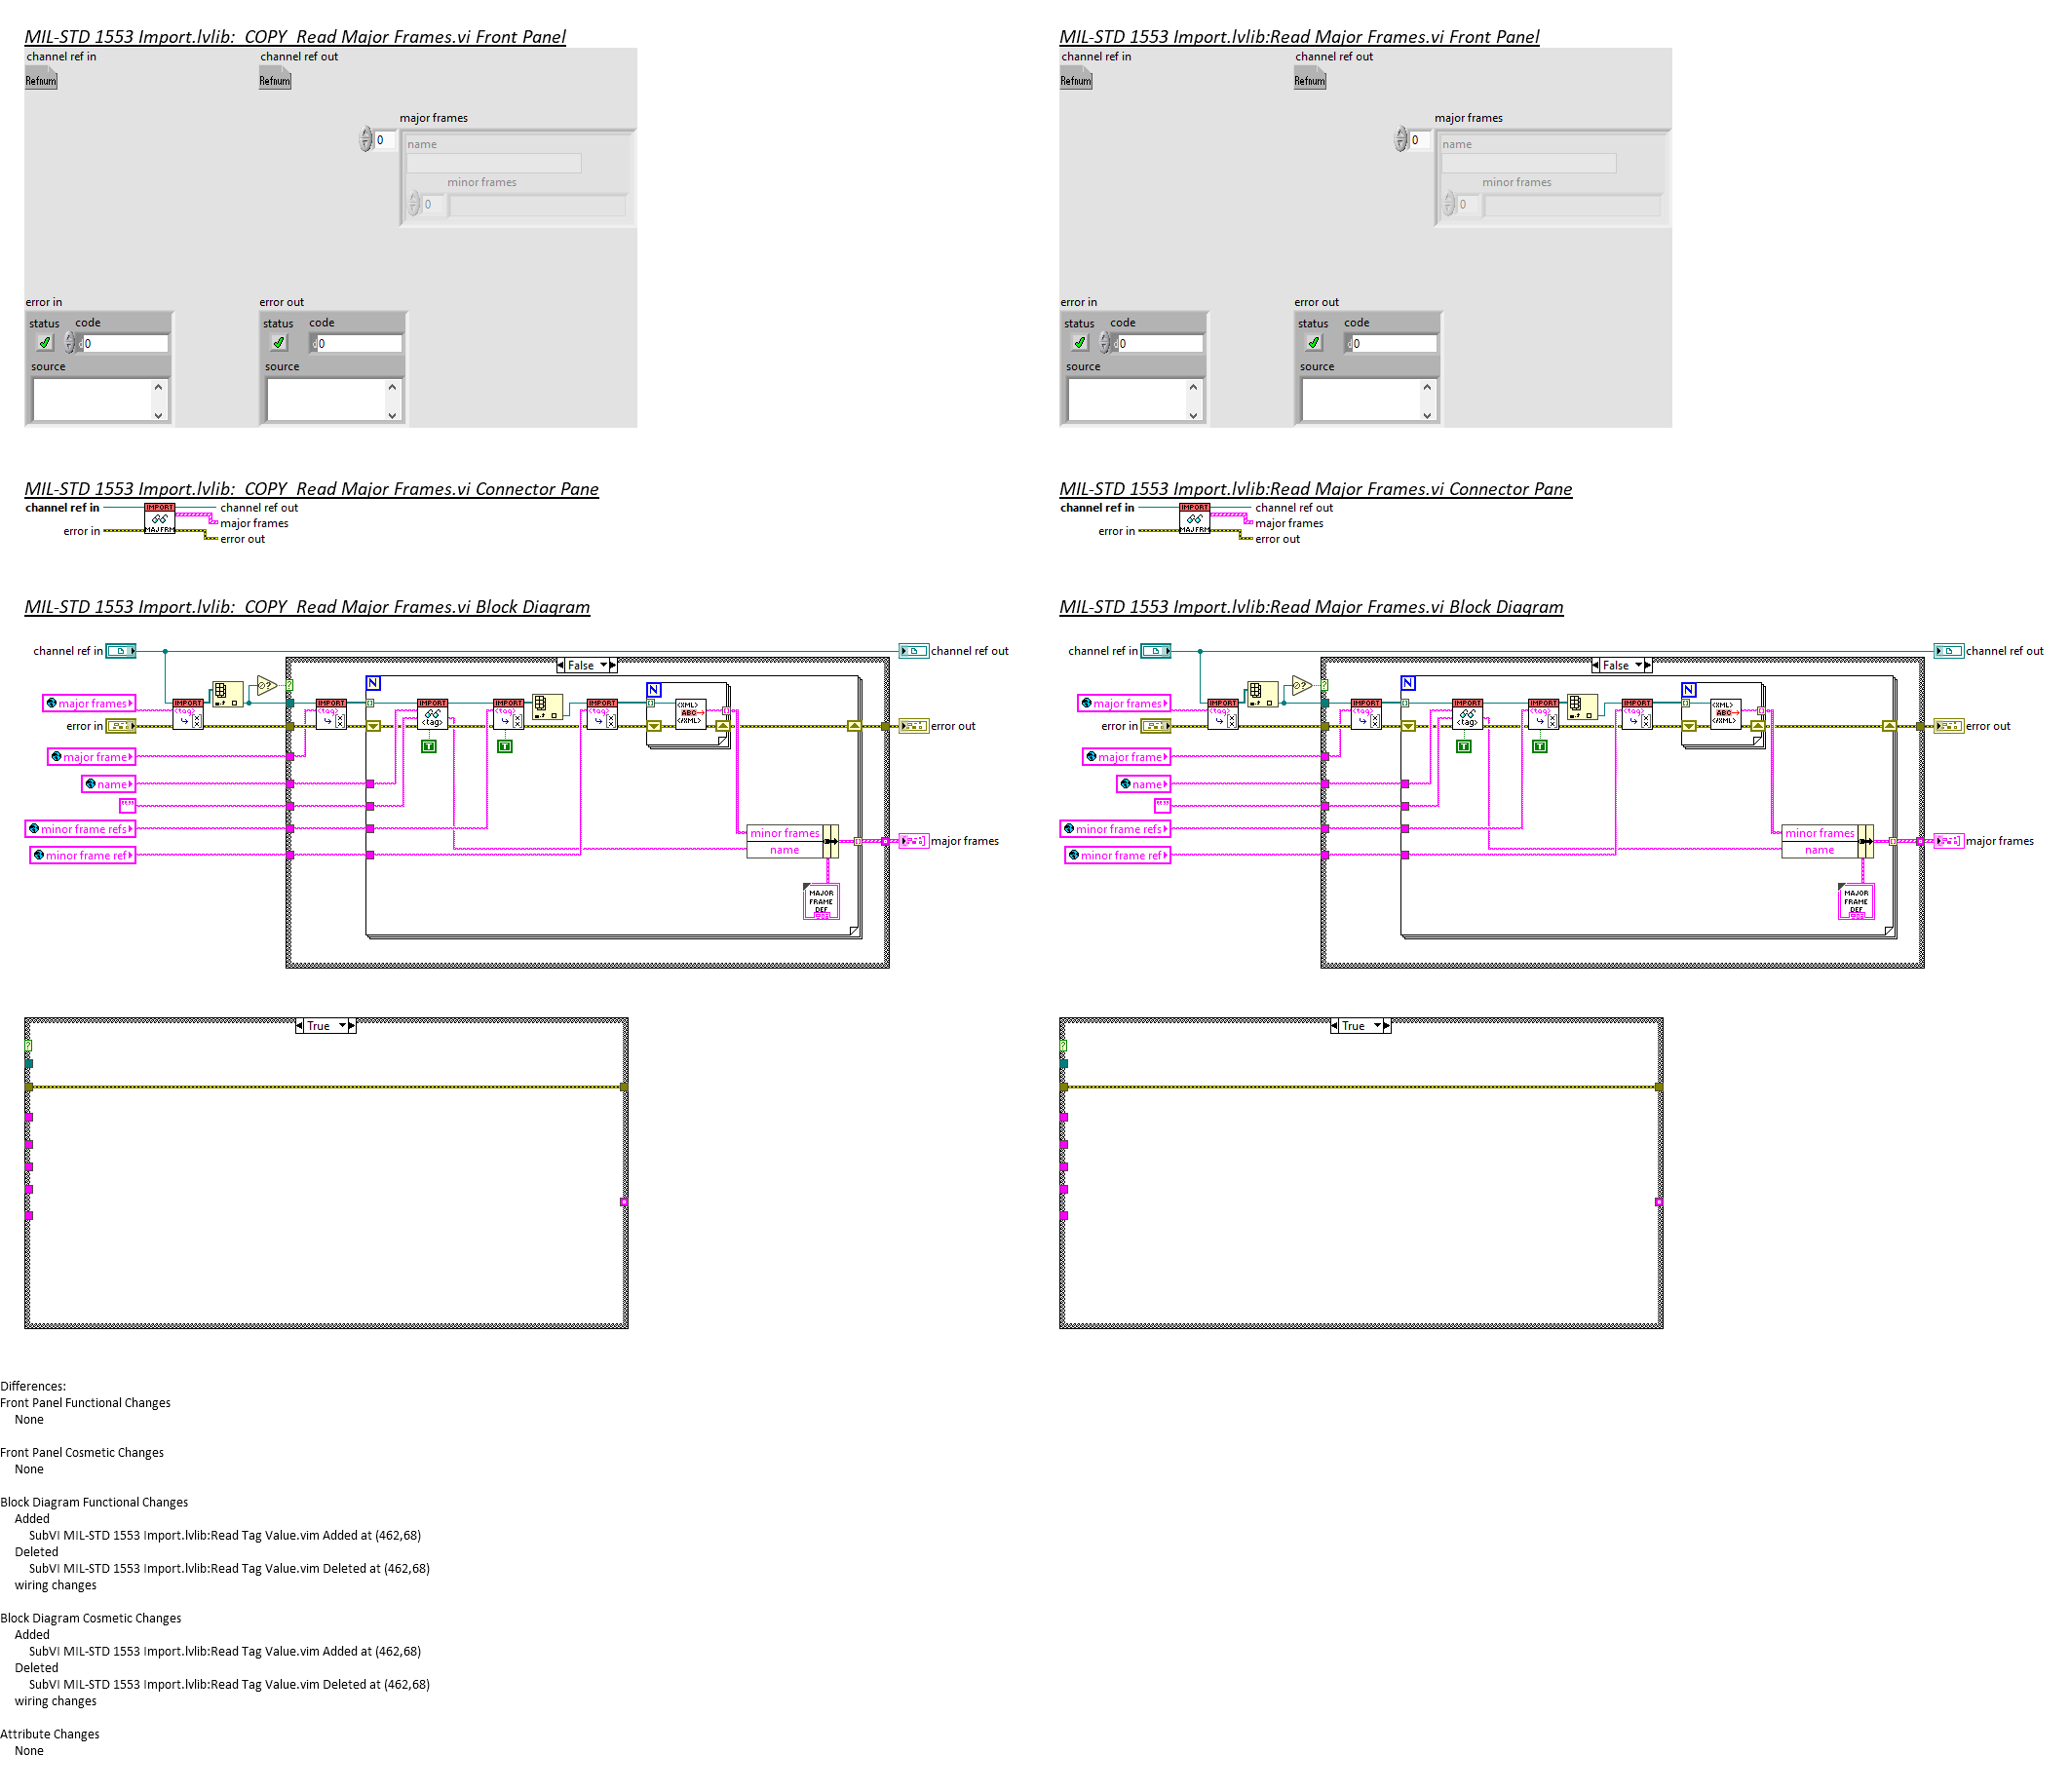 MIL-STD 1553 Import.lvlib:_COPY_Read Major Frames.vi Front Panel
channel ref in
channel ref out
Refnum
Refnum
major frames
0
name
minor frames
0
error in
error out
status code
status code
0
0
source
source
MIL-STD 1553 Import.lvlib:Read Major Frames.vi Front Panel
channel ref in
channel ref out
Refnum
Refnum
major frames
0
name
minor frames
0
error in
error out
status code
status code
0
0
source
source
MIL-STD 1553 Import.lvlib:_COPY_Read Major Frames.vi Connector Pane
channel ref in
channel ref out
IMPORT
major frames
MAJFRM
error in
error out
MIL-STD 1553 Import.lvlib:Read Major Frames.vi Connector Pane
channel ref in
channel ref out
IMPORT
major frames
MAJFRM
error in
error out
MIL-STD 1553 Import.lvlib:_COPY_Read Major Frames.vi Block Diagram
channel ref in
channel ref out
False
N
N
major frames
IMPORT
<tag>
IMPORT
<tag>
IMPORT
<tag>
IMPORT
<tag>
IMPORT
<tag>
<XML>
ABC
</XML>
error in
error out
T
T
major frame
name
minor frame refs
minor frame ref
minor frames
name
major frames
MAJOR
FRAME
DEF
True
MIL-STD 1553 Import.lvlib:Read Major Frames.vi Block Diagram
channel ref in
channel ref out
False
N
N
major frames
IMPORT
<tag>
IMPORT
<tag>
IMPORT
<tag>
IMPORT
<tag>
IMPORT
<tag>
<XML>
ABC
</XML>
error in
error out
T
T
major frame
name
minor frame refs
minor frame ref
minor frames
name
major frames
MAJOR
FRAME
DEF
True
Differences:
Front Panel Functional Changes
None
Front Panel Cosmetic Changes
None
Block Diagram Functional Changes
Added
SubVI MIL-STD 1553 Import.lvlib:Read Tag Value.vim Added at (462,68)
Deleted
SubVI MIL-STD 1553 Import.lvlib:Read Tag Value.vim Deleted at (462,68)
wiring changes
Block Diagram Cosmetic Changes
Added
SubVI MIL-STD 1553 Import.lvlib:Read Tag Value.vim Added at (462,68)
Deleted
SubVI MIL-STD 1553 Import.lvlib:Read Tag Value.vim Deleted at (462,68)
wiring changes
Attribute Changes
None